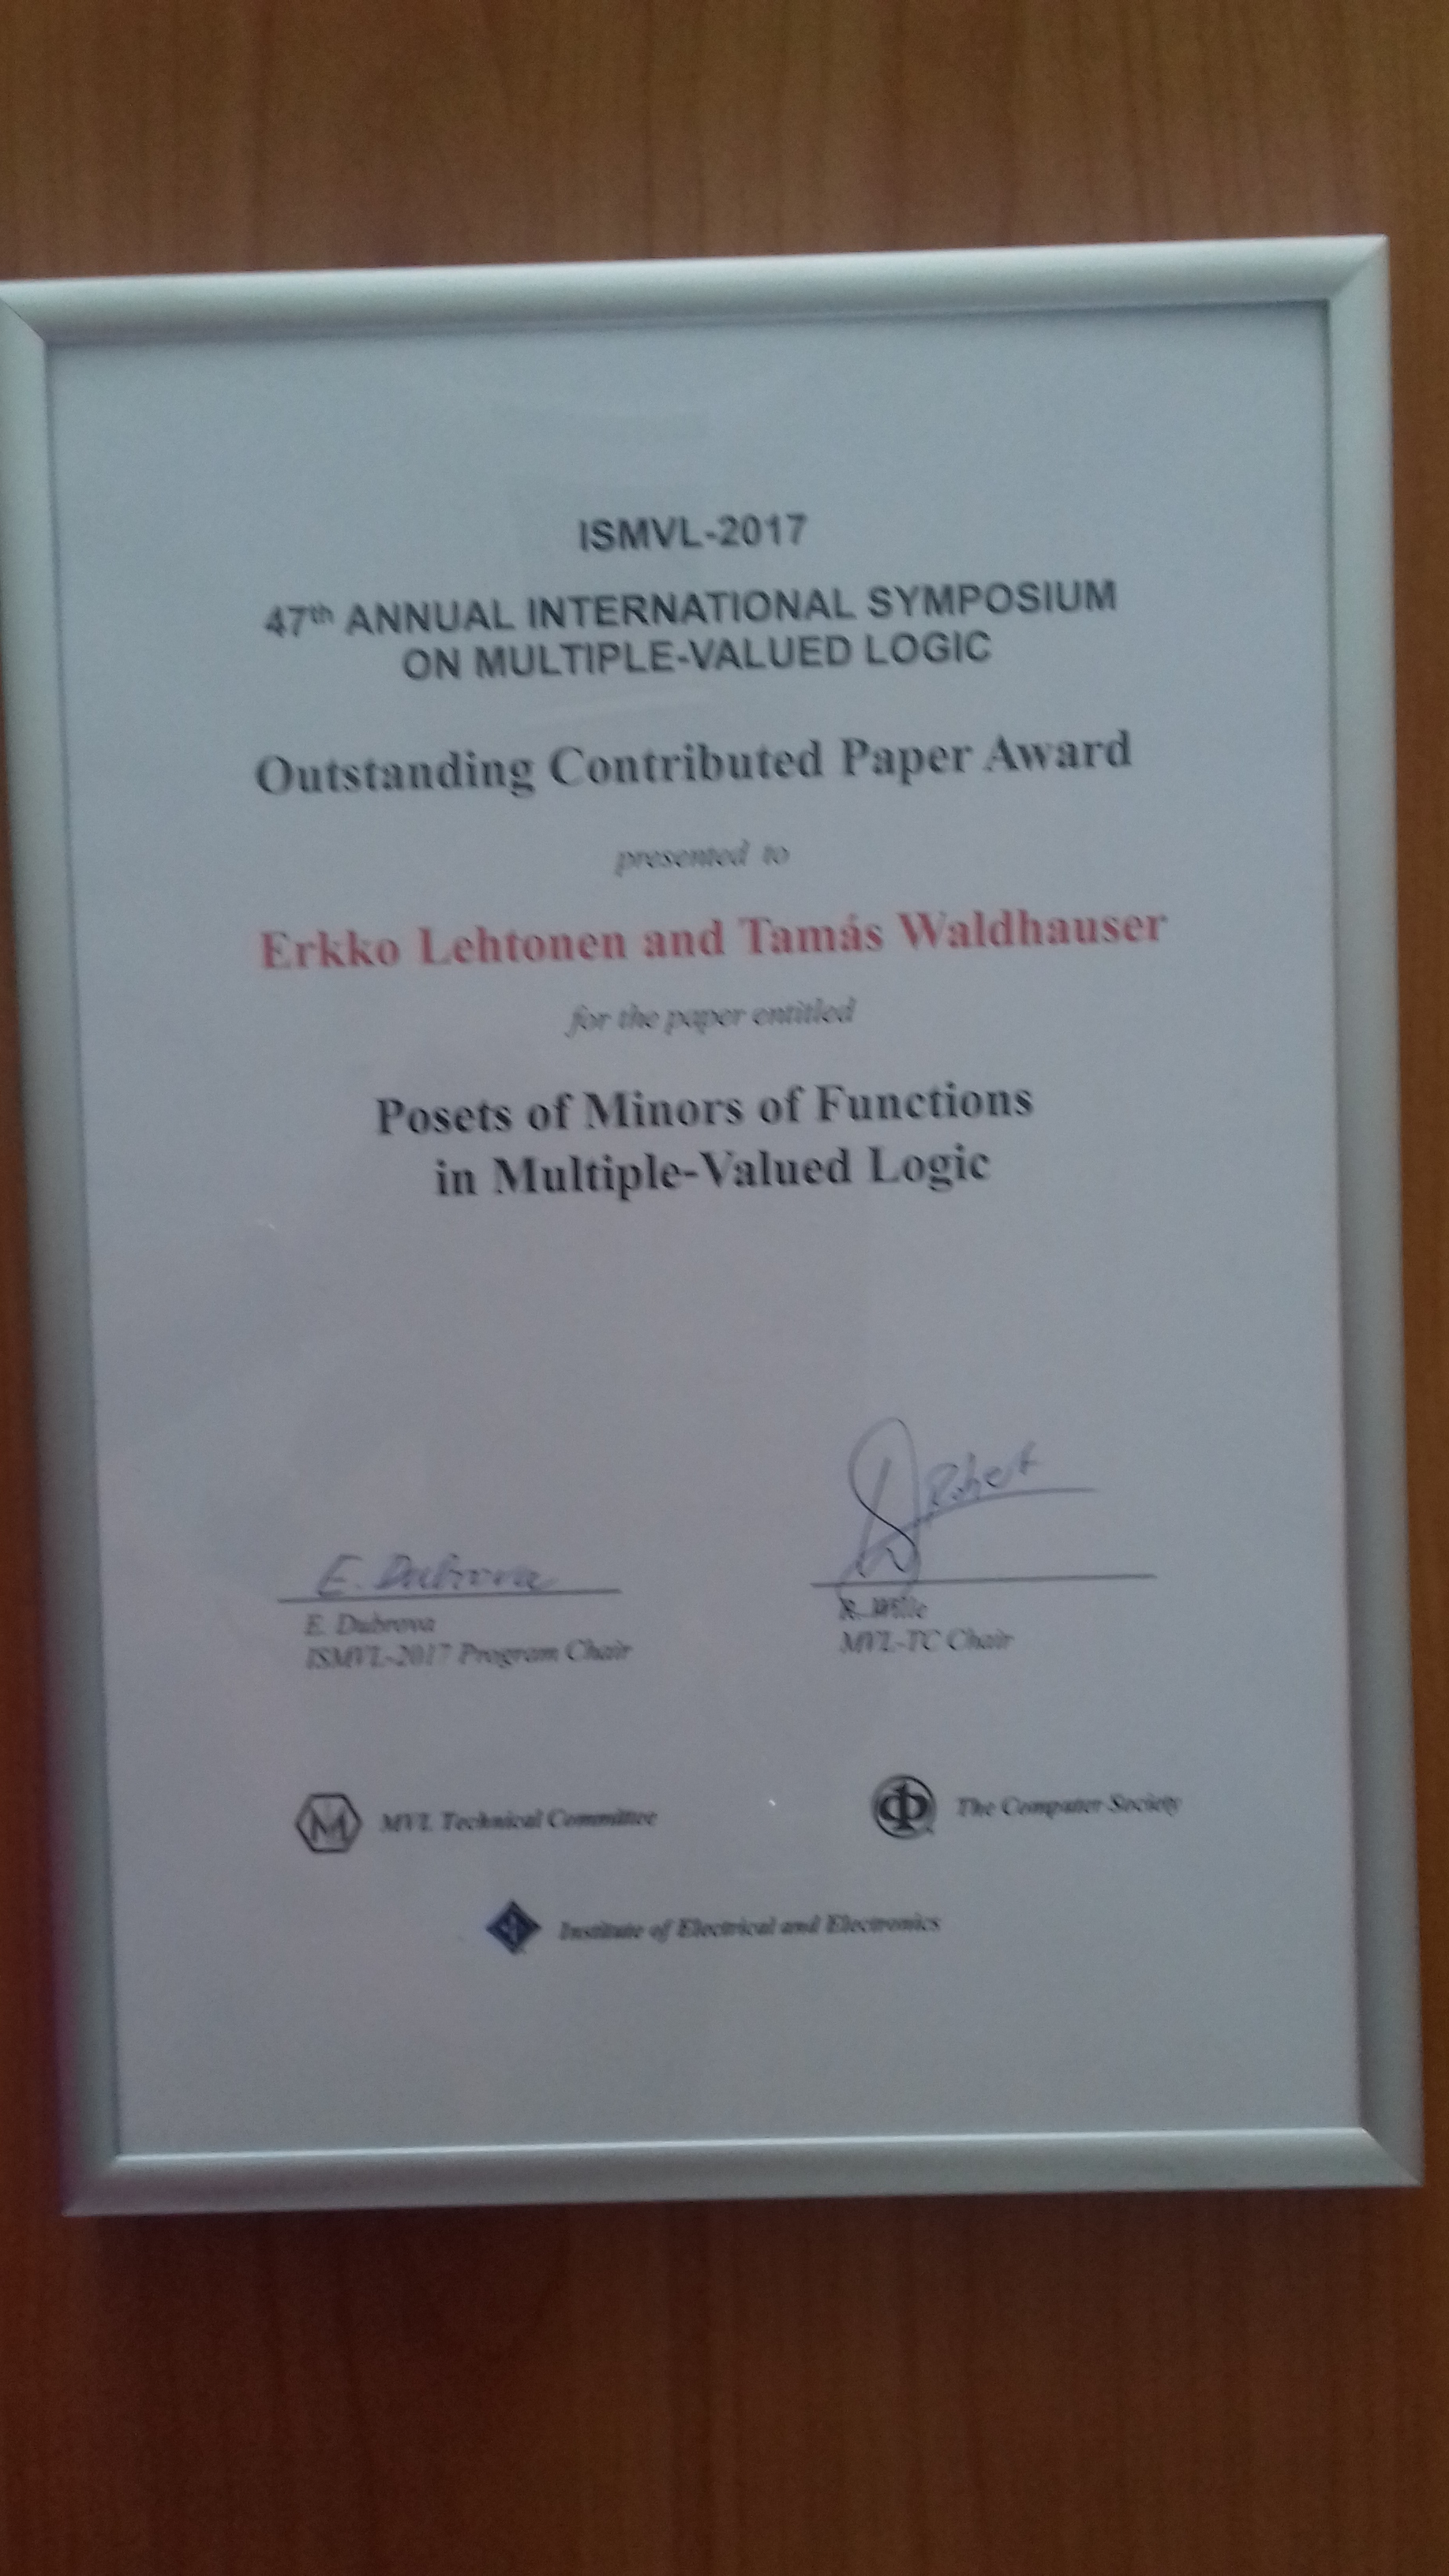 ISMVL-2017
47th ANNUAL INTERNATIONAL SYMPOSIUM
ON MULTIPLE-VALUED LOGIC
Outstanding Contributed Paper Award
presented to
Erkko Lehtonen and Tamás Waldhauser
for the paper entitled
Posets of Minors of Functions
in Multiple-Valued Logic
E. Dubrova
Robert
E. Dubrova
ISMVL-2017 Program Chair
R. Wille
MVL-TC Chair
MVL Technical Committee
The Computer Society
Institute of Electrical and Electronics